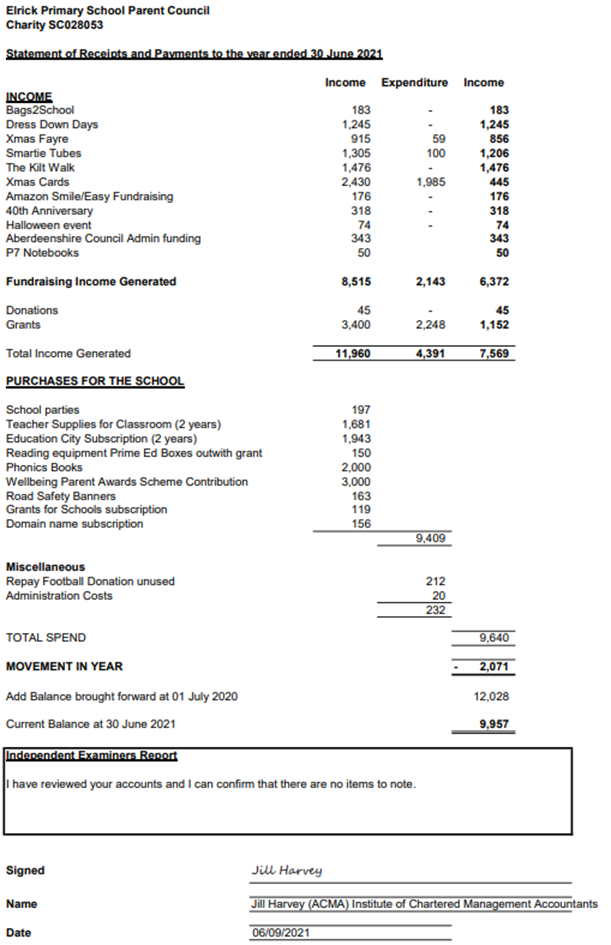 Elrick Primary School Parent Council
Charity SC028053
Statement of Receipts and Payments to the year ended 30 June 2021
Income Expenditure Income
INCOME
Bags2School 183 - 183
Dress Down Days 1,245 - 1,245
Xmas Fayre 915 59 856
Smartie Tubes 1,305 100 1,206
The Kilt Walk 1,476 - 1,476
Xmas Cards 2,430 1,985 445
Amazon Smile/Easy Fundraising 176 - 176
40th Anniversary 318 - 318
Halloween event 74 - 74
Aberdeenshire Council Admin funding 343 343
P7 Notebooks 50 50
Fundraising Income Generated 8,515 2,143 6,372
Donations 45 - 45
Grants 3,400 2,248 1,152
Total Income Generated 11,960 4,391 7,569
PURCHASES FOR THE SCHOOL
School parties 197
Teacher Supplies for Classroom (2 years) 1,681
Education City Subscription (2 years) 1,943
Reading equipment Prime Ed Boxes outwith grant 150
Phonics Books 2,000
Wellbeing Parent Awards Scheme Contribution 3,000
Road Safety Banners 163
Grants for Schools subscription 119
Domain name subscription 156
9,409
Miscellaneous
Repay Football Donation unused 212
Administration Costs 20
232
TOTAL SPEND 9,640
MOVEMENT IN YEAR - 2,071
Add Balance brought forward at 01 July 2020 12,028
Current Balance at 30 June 2021 9,957
Independent Examiners Report
I have reviewed your accounts and I can confirm that there are no items to note.
Signed Jill Harvey
Name Jill Harvey (ACMA) Institute of Chartered Management Accountants
Date 06/09/2021